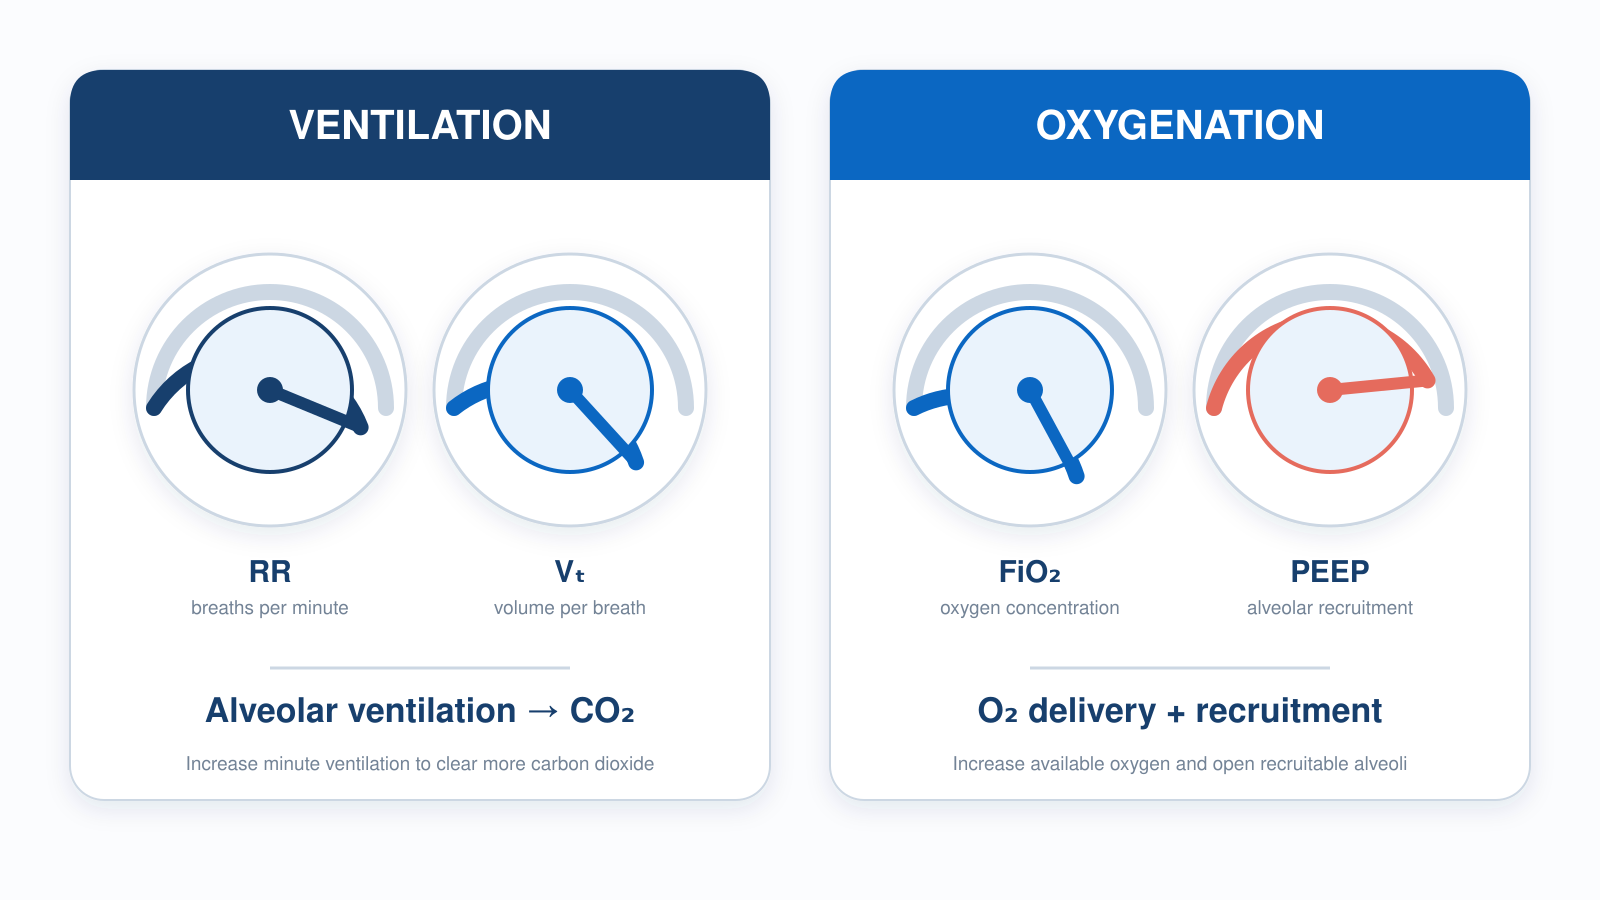 VENTILATION
RR
breaths per minute
Vₜ
volume per breath
Alveolar ventilation → CO₂
Increase minute ventilation to clear more carbon dioxide
OXYGENATION
FiO₂
oxygen concentration
PEEP
alveolar recruitment
O₂ delivery + recruitment
Increase available oxygen and open recruitable alveoli